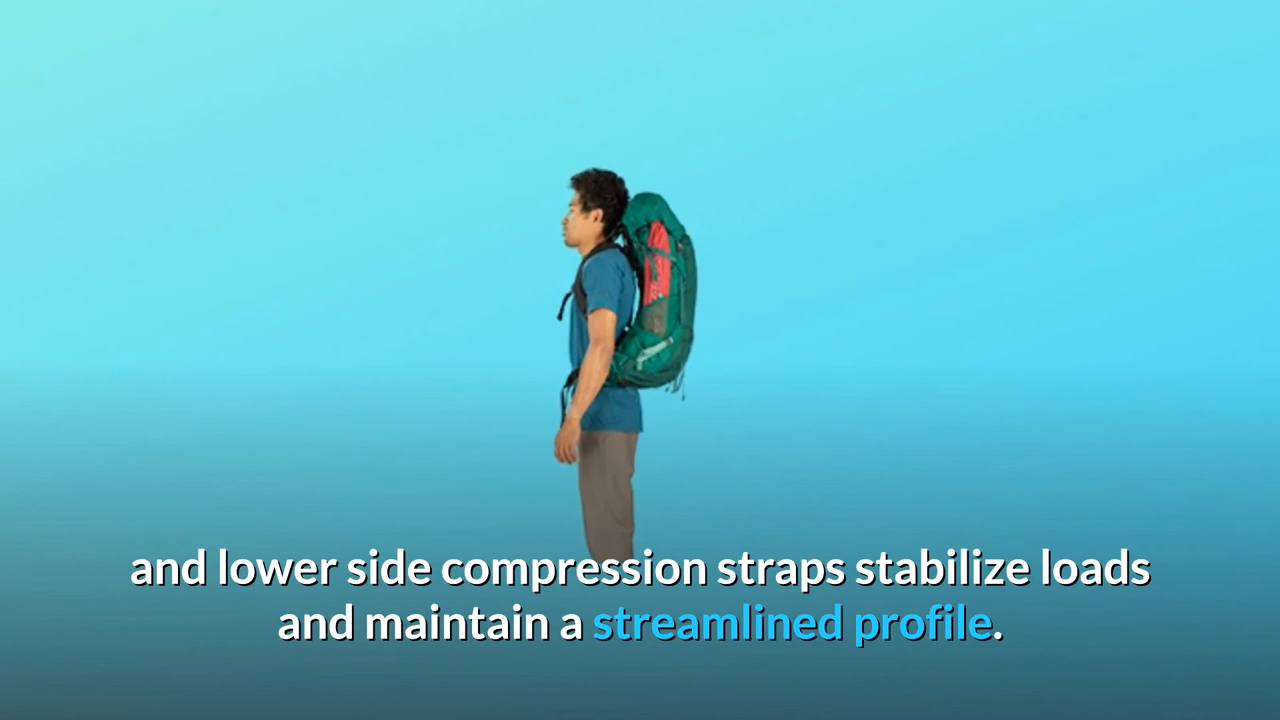 and lower side compression straps stabilize loads
and maintain a streamlined profile.